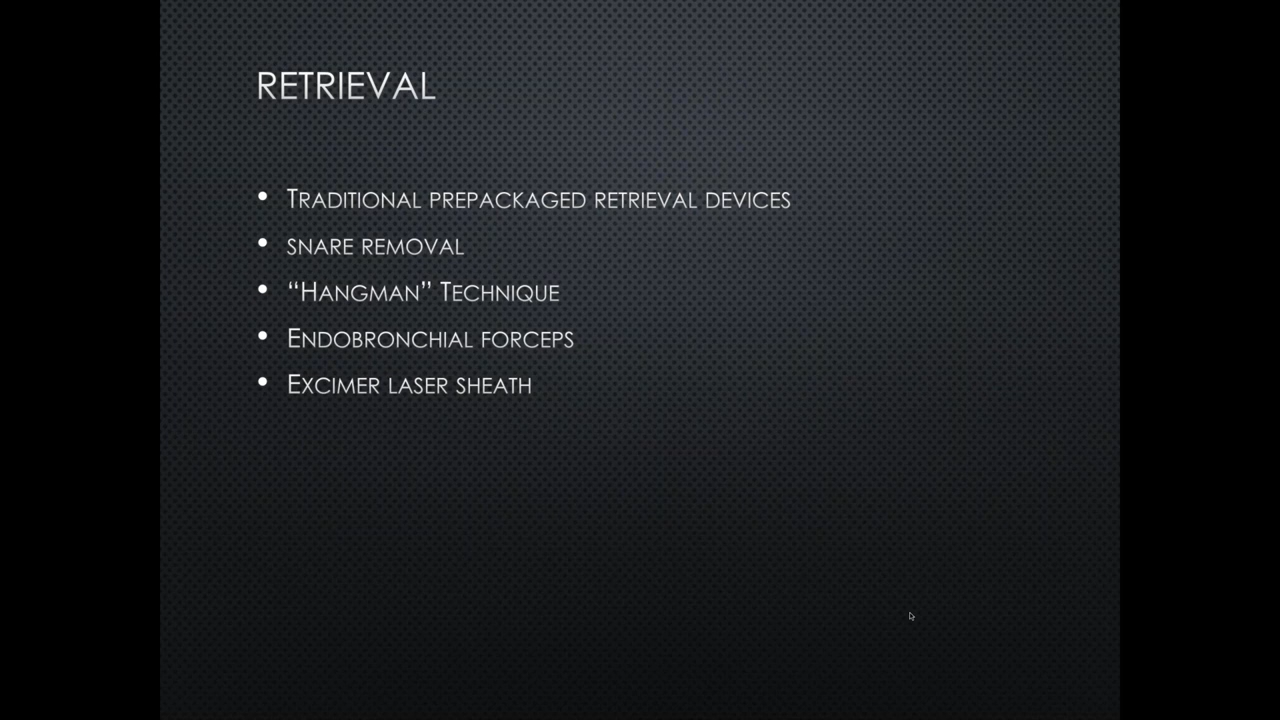 RETRIEVAL
• TRADITIONAL PREPACKAGED RETRIEVAL DEVICES
• SNARE REMOVAL
• “HANGMAN” TECHNIQUE
• ENDOBRONCHIAL FORCEPS
• EXCIMER LASER SHEATH